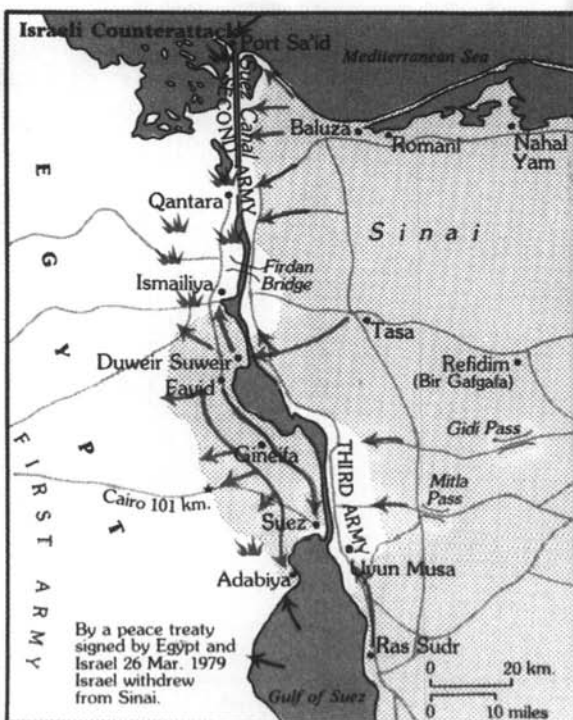 Israeli Counterattack
Port Sa'id
Mediterranean Sea
Suez Canal
SECOND ARMY
Baluza
Romani
Nahal
Yam
Qantara
EGYPT
Sinai
Firdan
Bridge
Ismailiya
Tasa
Duweir Suweir
Refidim
(Bir Gafgafa)
Fayid
Gidi Pass
Gineifa
THIRD ARMY
Mitla
Pass
FIRST ARMY
Cairo 101 km.
Suez
Uyun Musa
Adabiya
By a peace treaty
signed by Egypt and
Israel 26 Mar. 1979
Israel withdrew
from Sinai.
Ras Sudr
Gulf of Suez
0 20 km.
0 10 miles